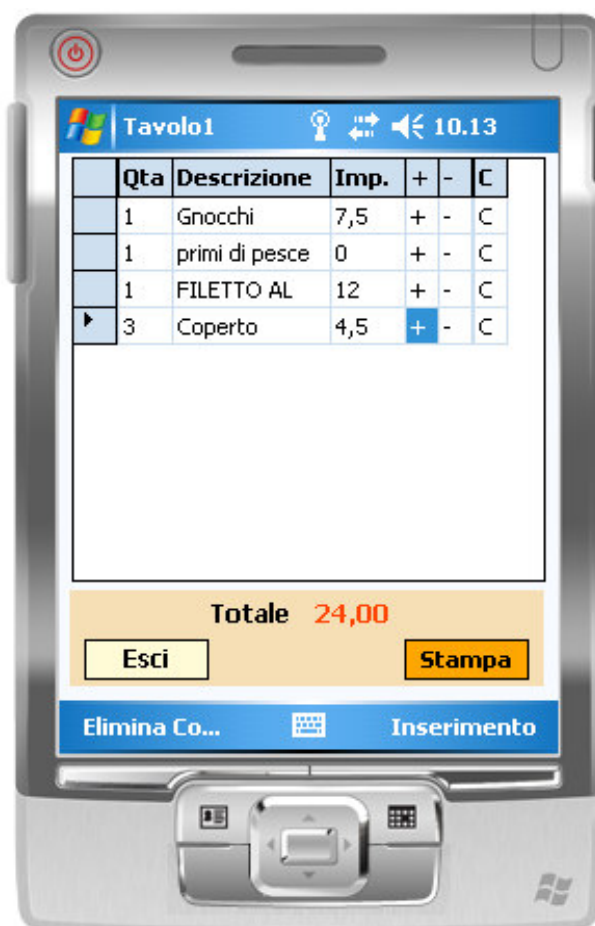 Tavolo1 10.13
Qta Descrizione Imp. + - C
1 Gnocchi 7,5 + - C
1 primi di pesce 0 + - C
1 FILETTO AL 12 + - C
3 Coperto 4,5 + - C
Totale 24,00
Esci Stampa
Elimina Co... Inserimento